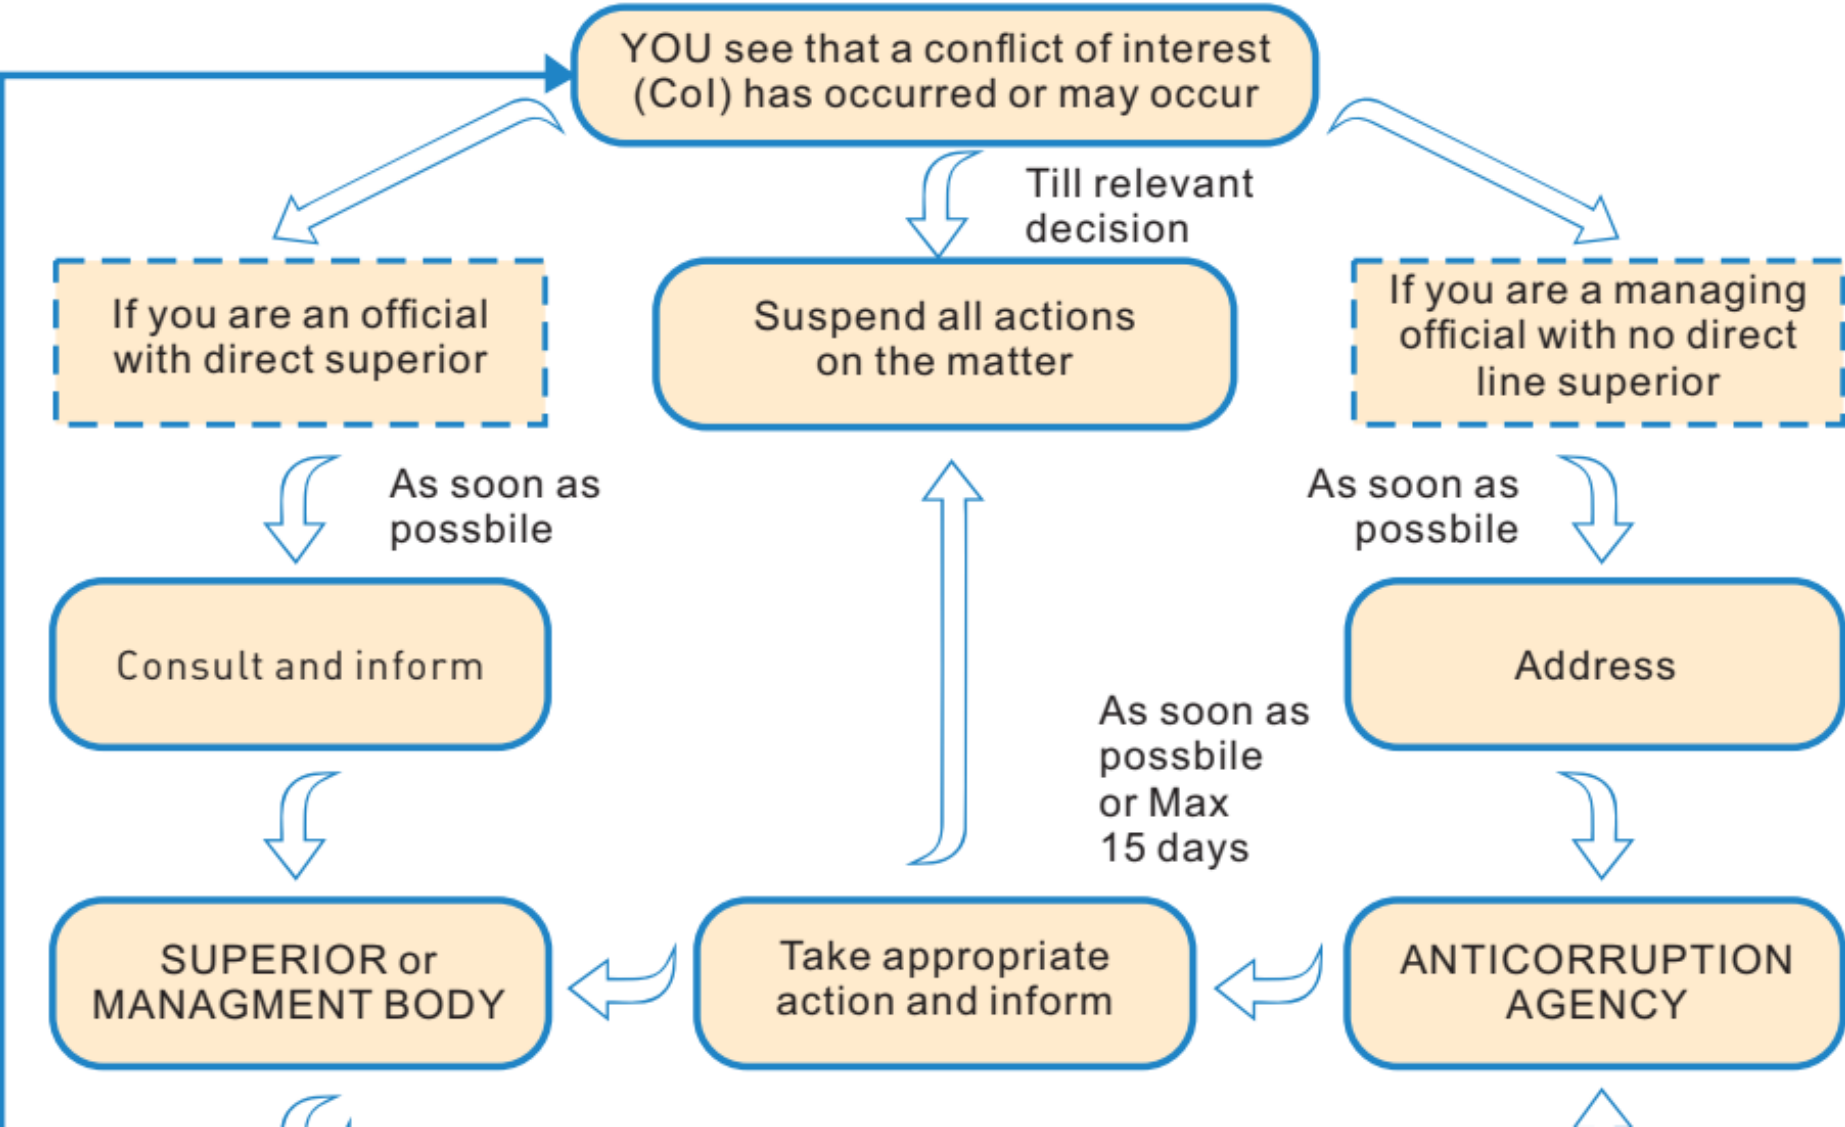 YOU see that a conflict of interest
(CoI) has occurred or may occur
Till relevant
decision
If you are an official
with direct superior
Suspend all actions
on the matter
If you are a managing
official with no direct
line superior
As soon as
possbile
As soon as
possbile
Consult and inform
Address
As soon as
possbile
or Max
15 days
SUPERIOR or
MANAGMENT BODY
Take appropriate
action and inform
ANTICORRUPTION
AGENCY